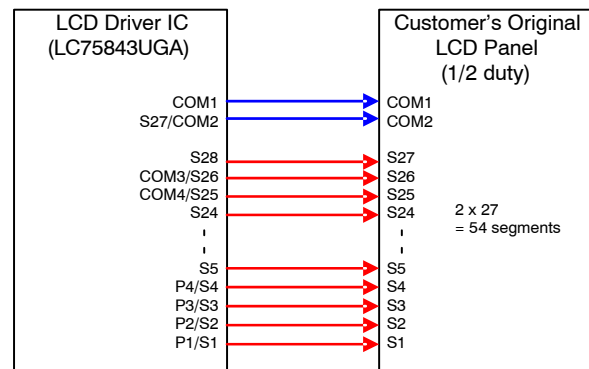 LCD Driver IC
(LC75843UGA)
COM1
S27/COM2
S28
COM3/S26
COM4/S25
S24
S5
P4/S4
P3/S3
P2/S2
P1/S1
Customer's Original
LCD Panel
(1/2 duty)
COM1
COM2
S27
S26
S25
S24
S5
S4
S3
S2
S1
2 x 27
= 54 segments